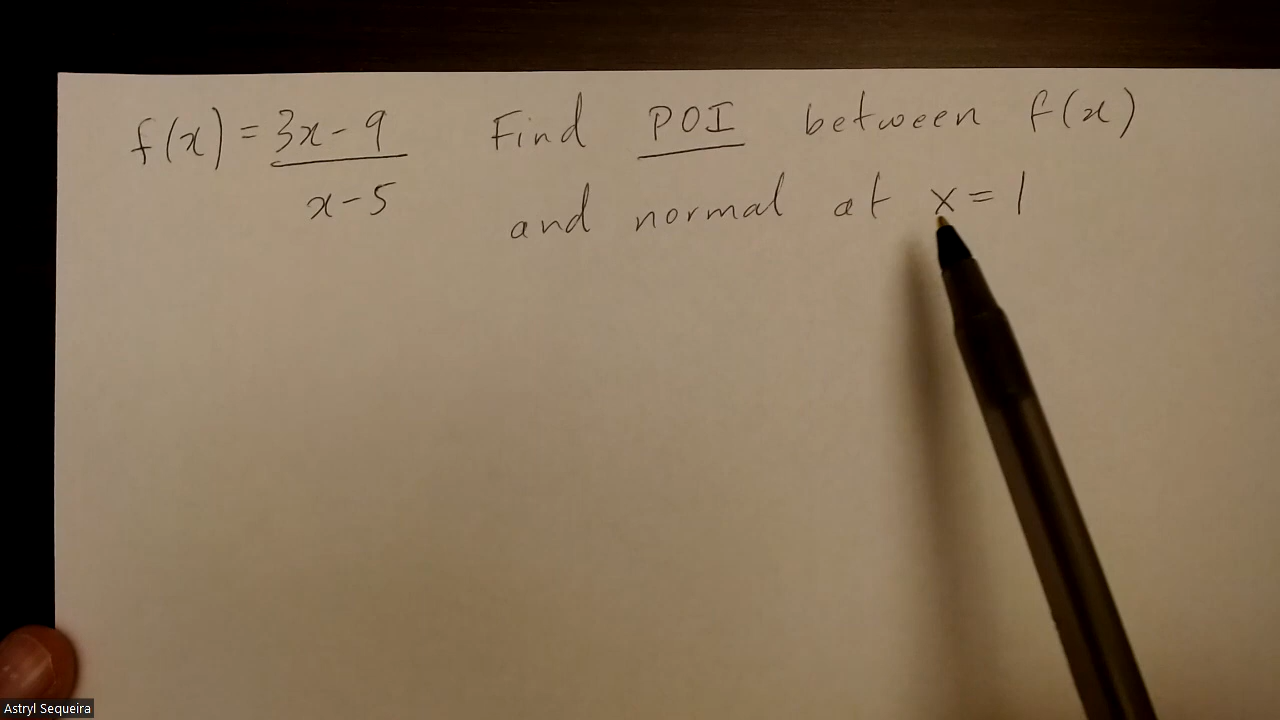 f(x) = 3x - 9 Find POI between f(x)
x - 5 and normal at x = 1
Astryl Sequeira